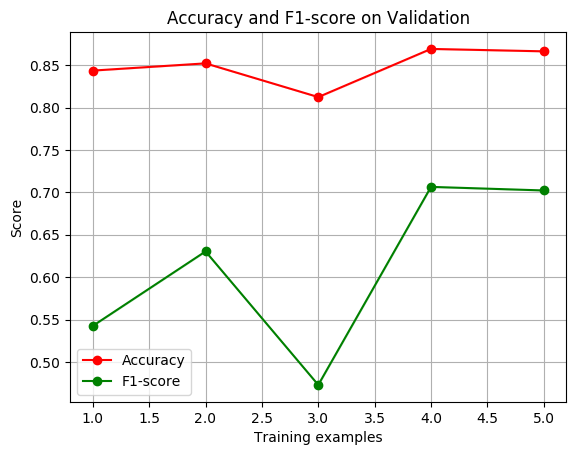 Accuracy and F1-score on Validation
Score
0.85
0.80
0.75
0.70
0.65
0.60
0.55
0.50
Accuracy
F1-score
1.0 1.5 2.0 2.5 3.0 3.5 4.0 4.5 5.0
Training examples